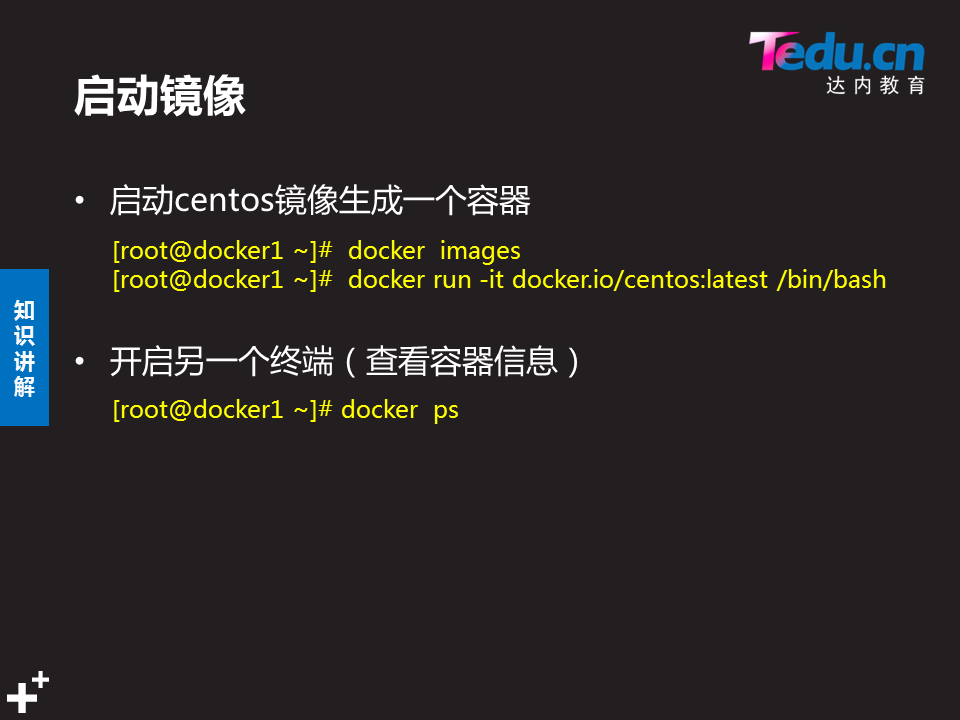 Tedu.cn
达内教育
启动镜像
• 启动centos镜像生成一个容器
[root@docker1 ~]#  docker  images
[root@docker1 ~]#  docker run -it docker.io/centos:latest /bin/bash
知识讲解
• 开启另一个终端（查看容器信息）
[root@docker1 ~]# docker  ps